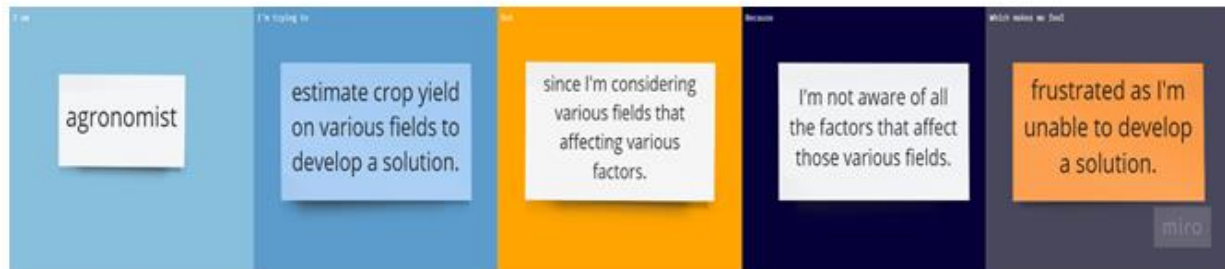 I am
I'm trying to
But
Because
Which makes me feel
agronomist
estimate crop yield
on various fields to
develop a solution.
since I'm considering
various fields that
affecting various
factors.
I'm not aware of all
the factors that affect
those various fields.
frustrated as I'm
unable to develop
a solution.
miro